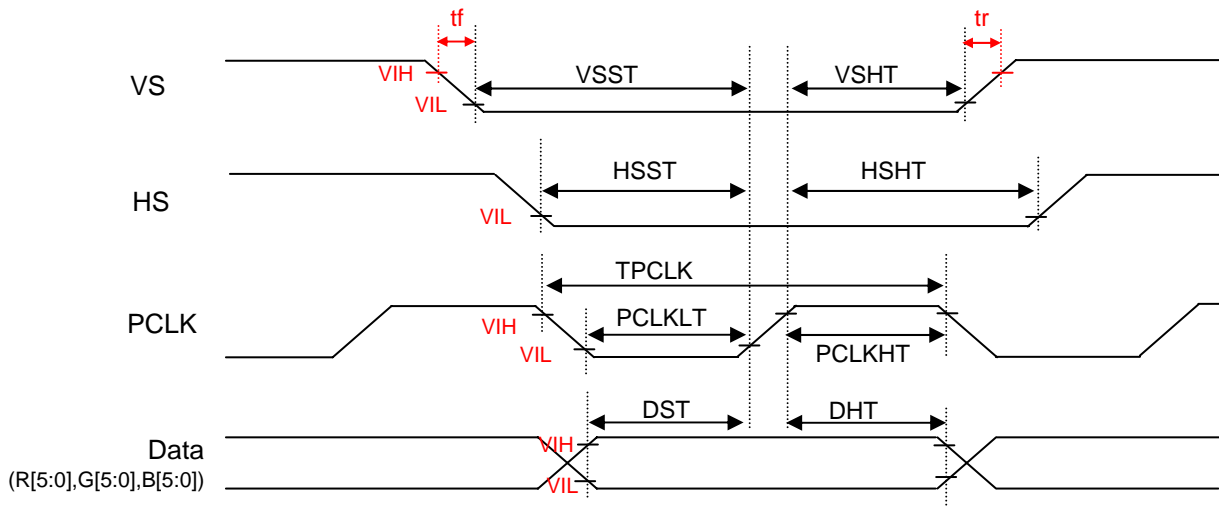 tf
tr
VS
VIH
VIL
VSST
VSHT
HS
VIL
HSST
HSHT
TPCLK
PCLK
VIH
VIL
PCLKLT
PCLKHT
DST
DHT
Data
(R[5:0],G[5:0],B[5:0])
VIH
VIL